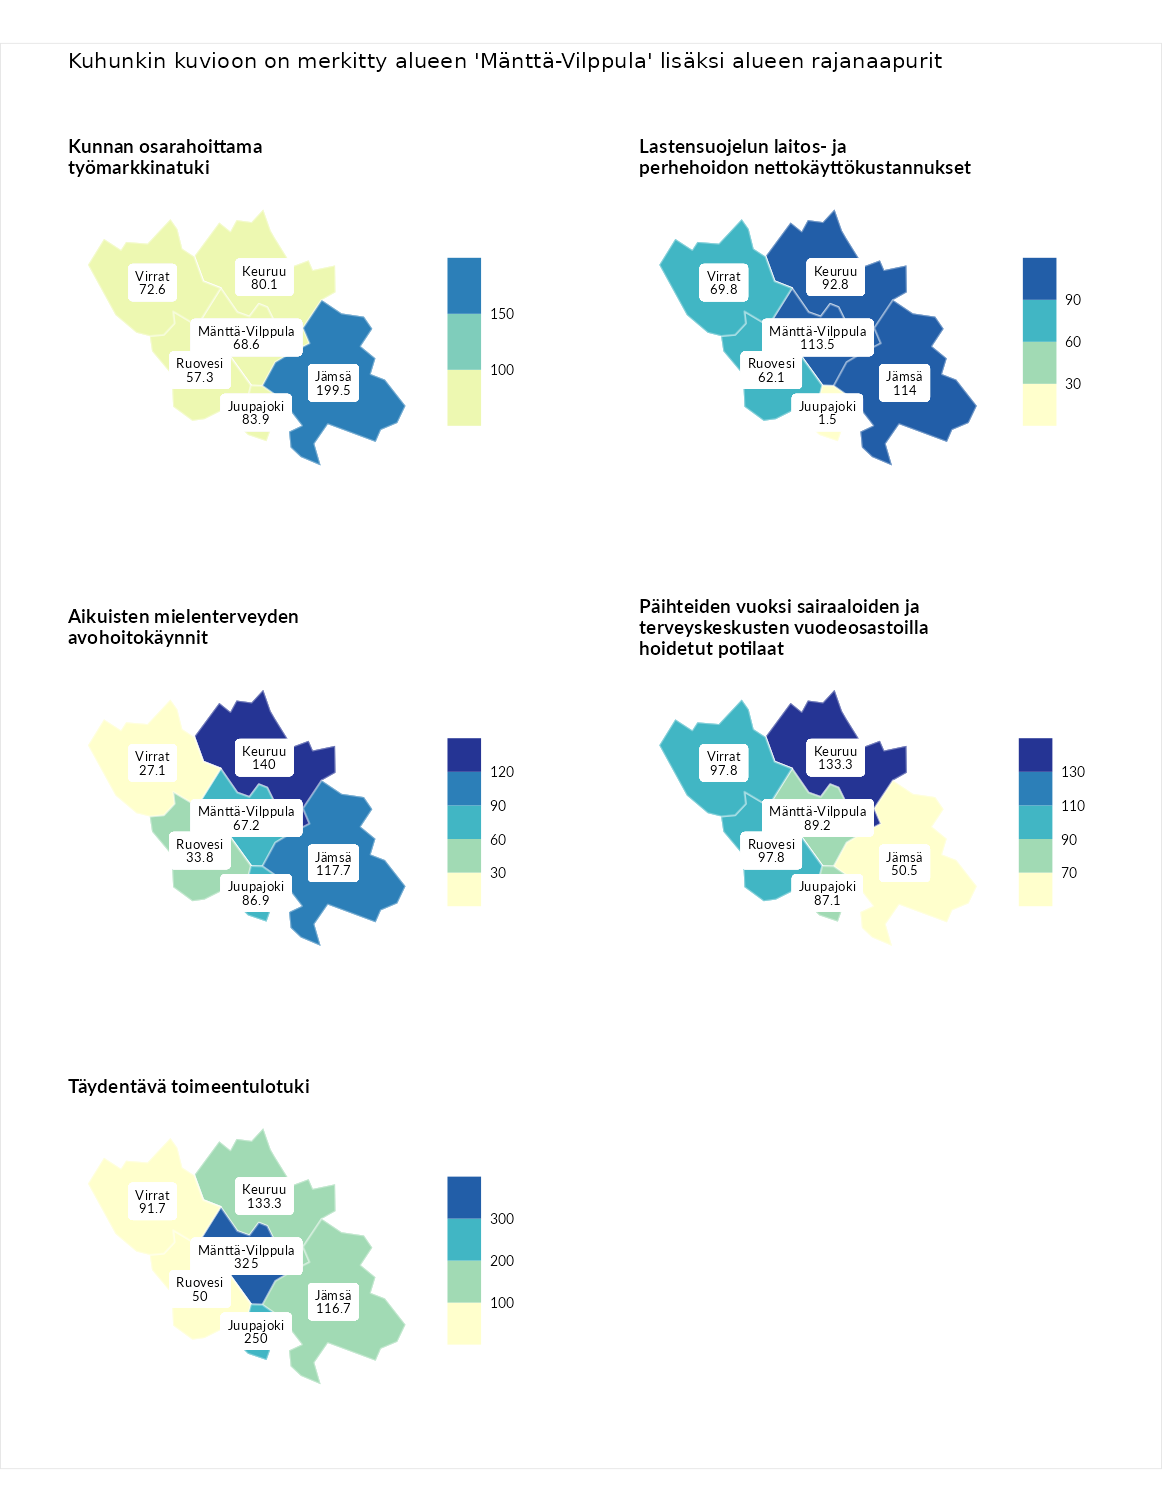 Kuhunkin kuvioon on merkitty alueen 'Mänttä-Vilppula' lisäksi alueen rajanaapurit
Kunnan osarahoittama
työmarkkinatuki
Virrat
72.6
Keuruu
80.1
Mänttä-Vilppula
68.6
Ruovesi
57.3
Jämsä
199.5
Juupajoki
83.9
150
100
Lastensuojelun laitos- ja
perhehoidon nettokäyttökustannukset
Virrat
69.8
Keuruu
92.8
Mänttä-Vilppula
113.5
Ruovesi
62.1
Jämsä
114
Juupajoki
1.5
90
60
30
Aikuisten mielenterveyden
avohoitokäynnit
Virrat
27.1
Keuruu
140
Mänttä-Vilppula
67.2
Ruovesi
33.8
Jämsä
117.7
Juupajoki
86.9
120
90
60
30
Päihteiden vuoksi sairaaloiden ja
terveyskeskusten vuodeosastoilla
hoidetut potilaat
Virrat
97.8
Keuruu
133.3
Mänttä-Vilppula
89.2
Ruovesi
97.8
Jämsä
50.5
Juupajoki
87.1
130
110
90
70
Täydentävä toimeentulotuki
Virrat
91.7
Keuruu
133.3
Mänttä-Vilppula
325
Ruovesi
50
Jämsä
116.7
Juupajoki
250
300
200
100